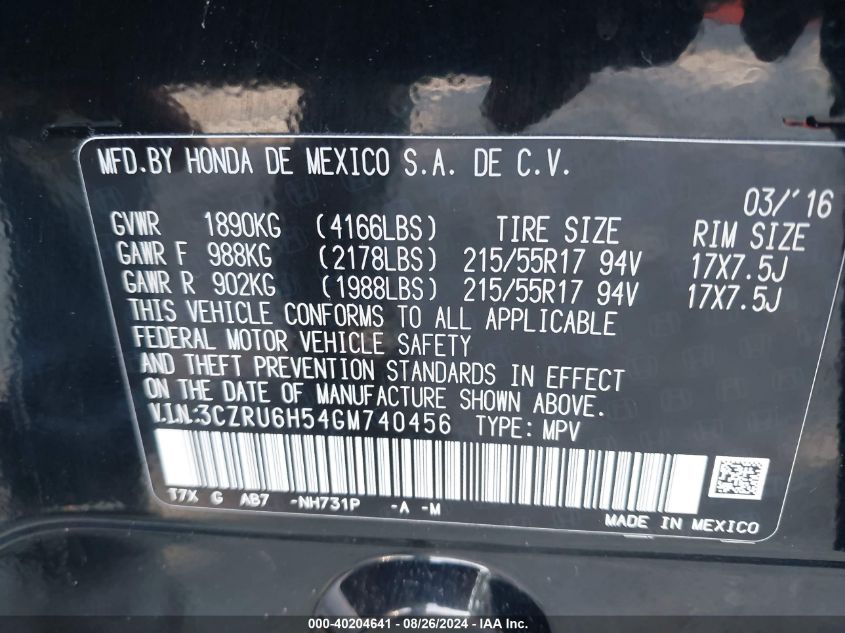 MFD.BY HONDA DE MEXICO S.A. DE C.V.
03/'16
GVWR 1890KG (4166LBS) TIRE SIZE RIM SIZE
GAWR F 988KG (2178LBS) 215/55R17 94V 17X7.5J
GAWR R 902KG (1988LBS) 215/55R17 94V 17X7.5J
THIS VEHICLE CONFORMS TO ALL APPLICABLE
FEDERAL MOTOR VEHICLE SAFETY
AND THEFT PREVENTION STANDARDS IN EFFECT
ON THE DATE OF MANUFACTURE SHOWN ABOVE.
V.I.N.:3CZRU6H54GM740456 TYPE: MPV
T7X G AB7 -NH731P -A -M
MADE IN MEXICO
000-40204641 - 08/26/2024 - IAA Inc.